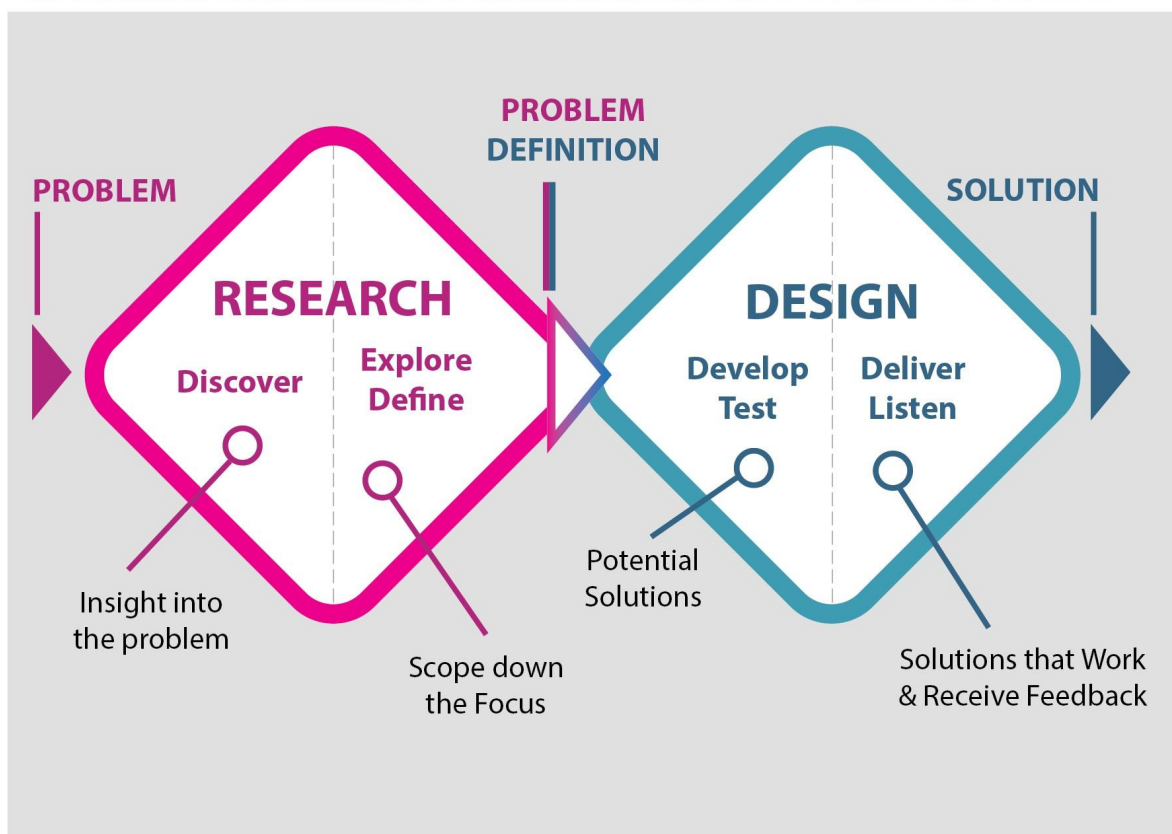 PROBLEM
PROBLEM
DEFINITION
SOLUTION
RESEARCH
Discover
Explore
Define
Insight into
the problem
Scope down
the Focus
DESIGN
Develop
Test
Deliver
Listen
Potential
Solutions
Solutions that Work
& Receive Feedback